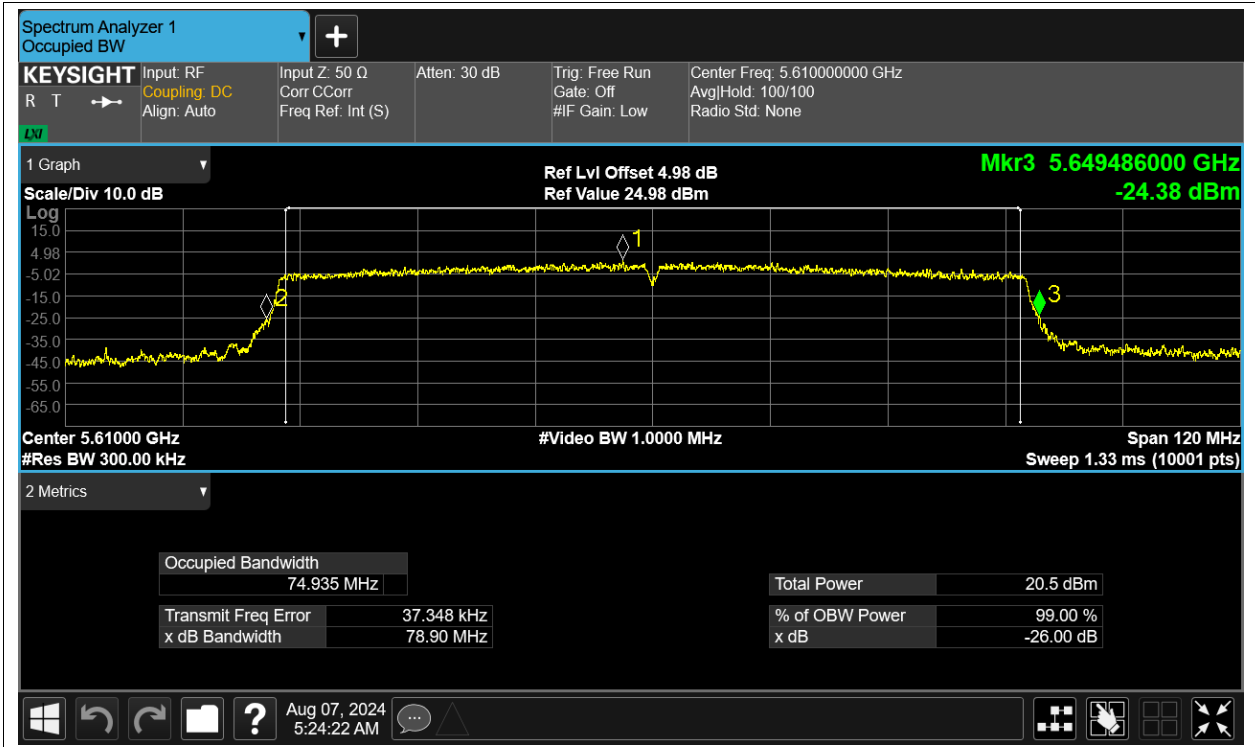 Spectrum Analyzer 1
Occupied BW
KEYSIGHT
R T
LXI
Input: RF
Coupling: DC
Align: Auto
Input Z: 50 Ω
Corr CCorr
Freq Ref: Int (S)
Atten: 30 dB
Trig: Free Run
Gate: Off
#IF Gain: Low
Center Freq: 5.610000000 GHz
Avg|Hold: 100/100
Radio Std: None
1 Graph
Scale/Div 10.0 dB
Ref Lvl Offset 4.98 dB
Ref Value 24.98 dBm
Mkr3 5.649486000 GHz
-24.38 dBm
Log
15.0
4.98
-5.02
-15.0
-25.0
-35.0
-45.0
-55.0
-65.0
1
2
3
Center 5.61000 GHz
#Video BW 1.0000 MHz
Span 120 MHz
#Res BW 300.00 kHz
Sweep 1.33 ms (10001 pts)
2 Metrics
Occupied Bandwidth
74.935 MHz
Transmit Freq Error 37.348 kHz
x dB Bandwidth 78.90 MHz
Total Power 20.5 dBm
% of OBW Power 99.00 %
x dB -26.00 dB
?
Aug 07, 2024
5:24:22 AM